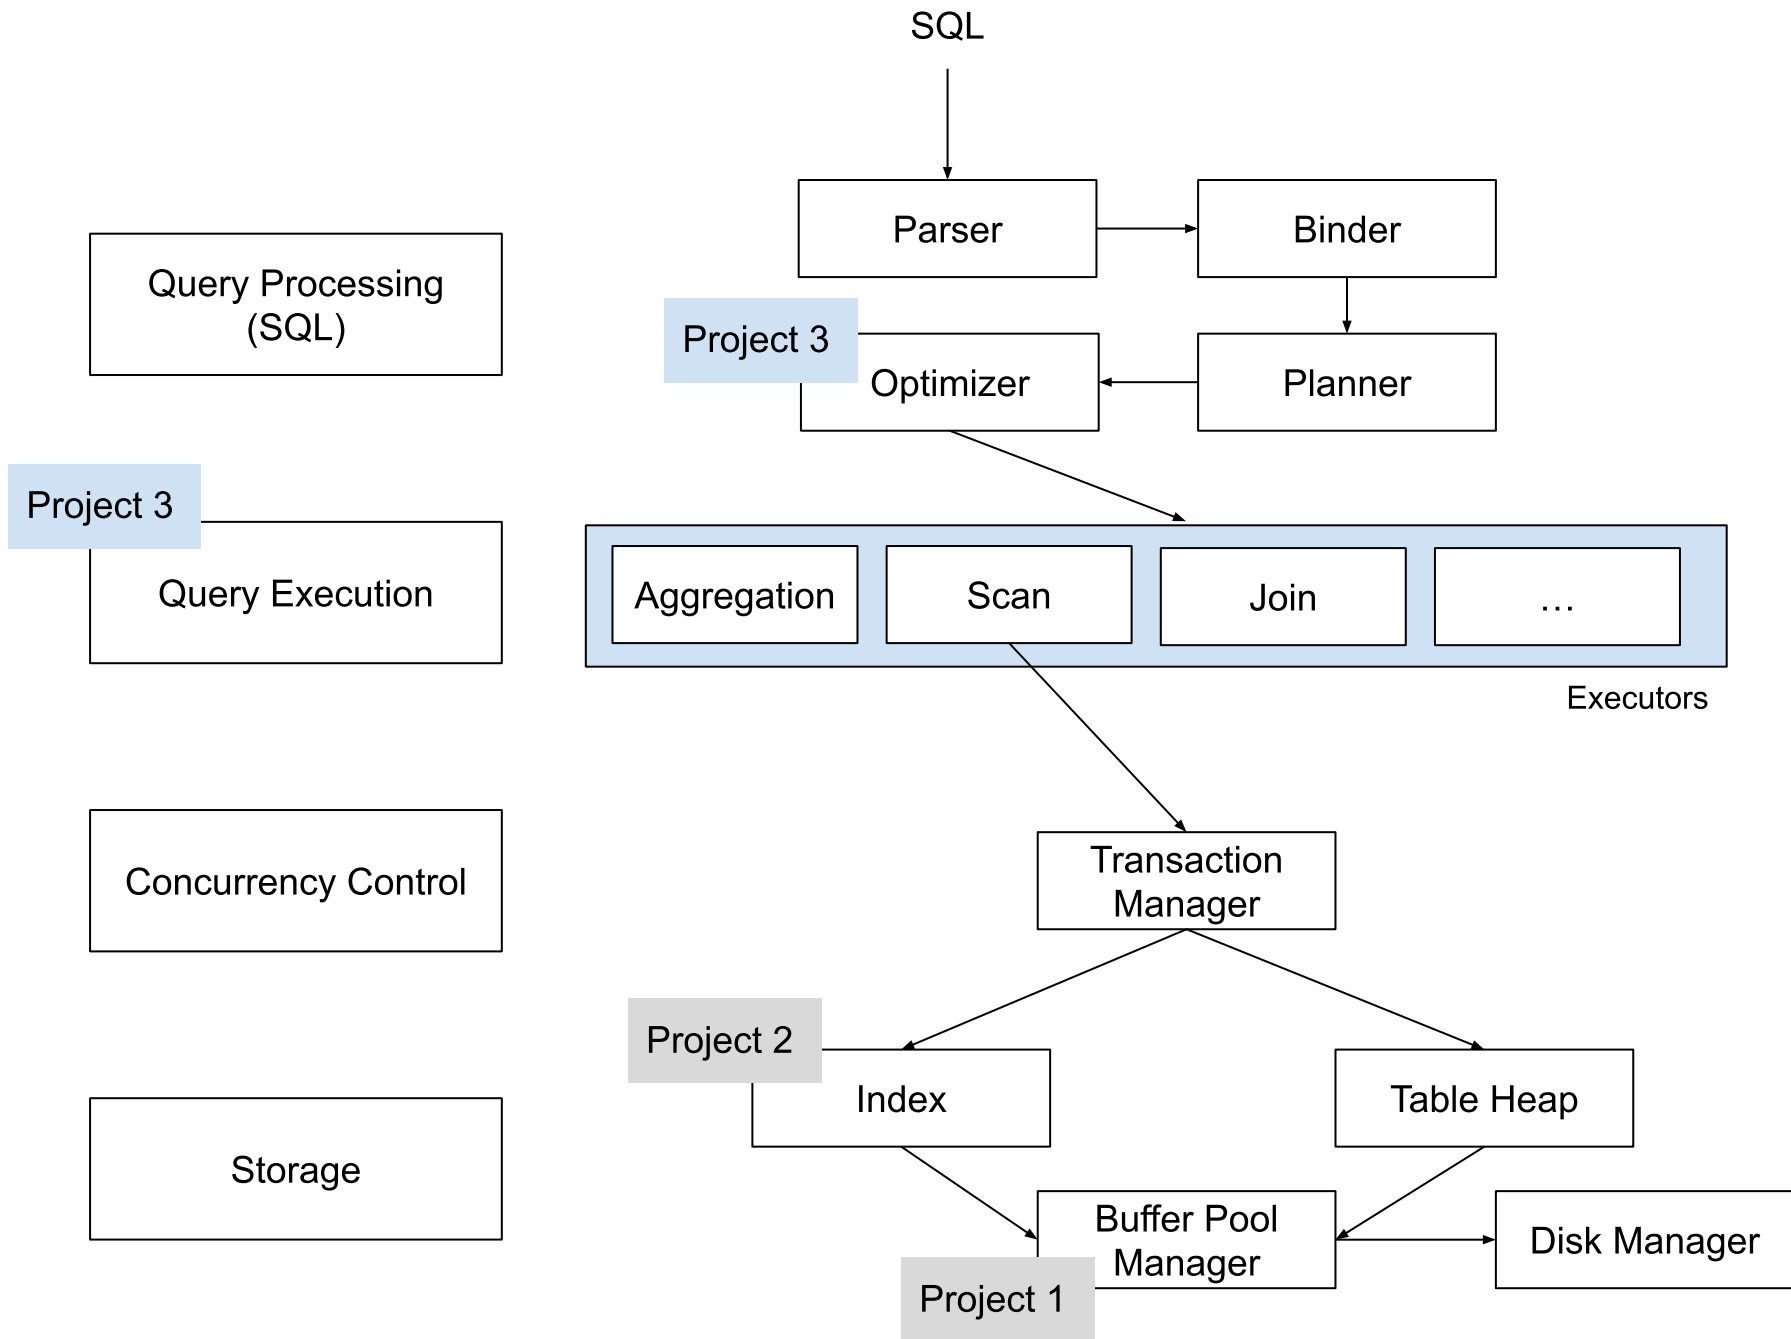 SQL
Parser
Binder
Query Processing
(SQL)
Project 3
Optimizer
Planner
Project 3
Query Execution
Aggregation
Scan
Join
...
Executors
Concurrency Control
Transaction
Manager
Project 2
Index
Table Heap
Storage
Buffer Pool
Manager
Disk Manager
Project 1